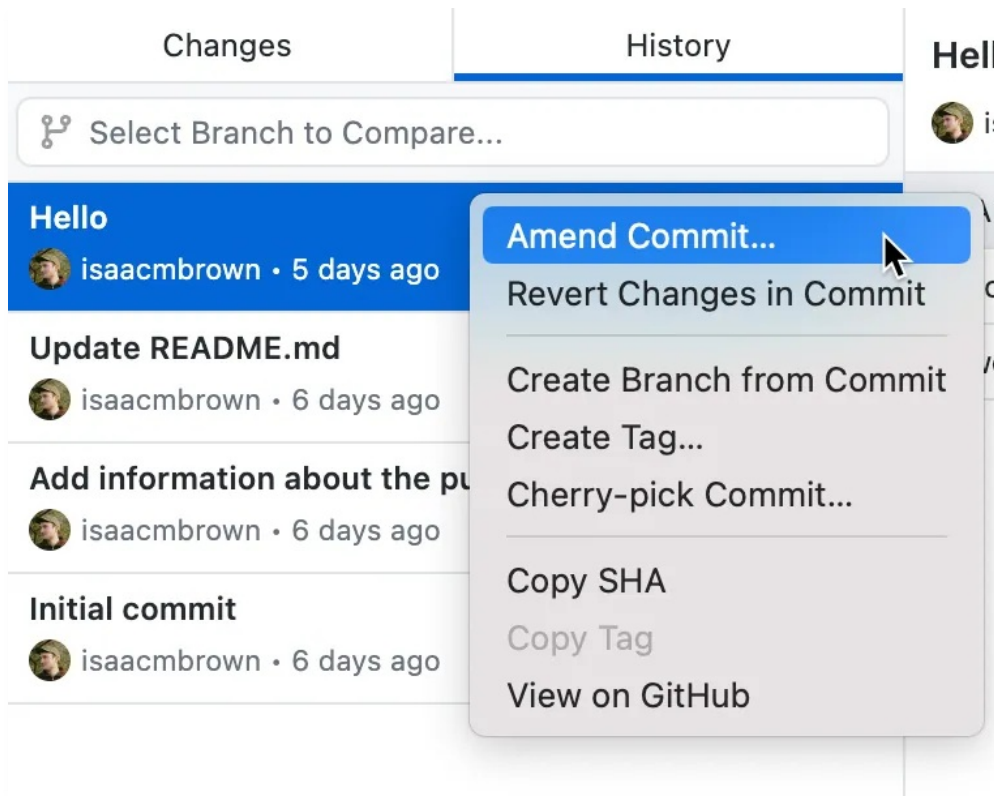 Changes
History
Select Branch to Compare...
Hello
isaacmbrown • 5 days ago
Update README.md
isaacmbrown • 6 days ago
Add information about the
isaacmbrown • 6 days ago
Initial commit
isaacmbrown • 6 days ago
Amend Commit...
Revert Changes in Commit
Create Branch from Commit
Create Tag...
Cherry-pick Commit...
Copy SHA
Copy Tag
View on GitHub